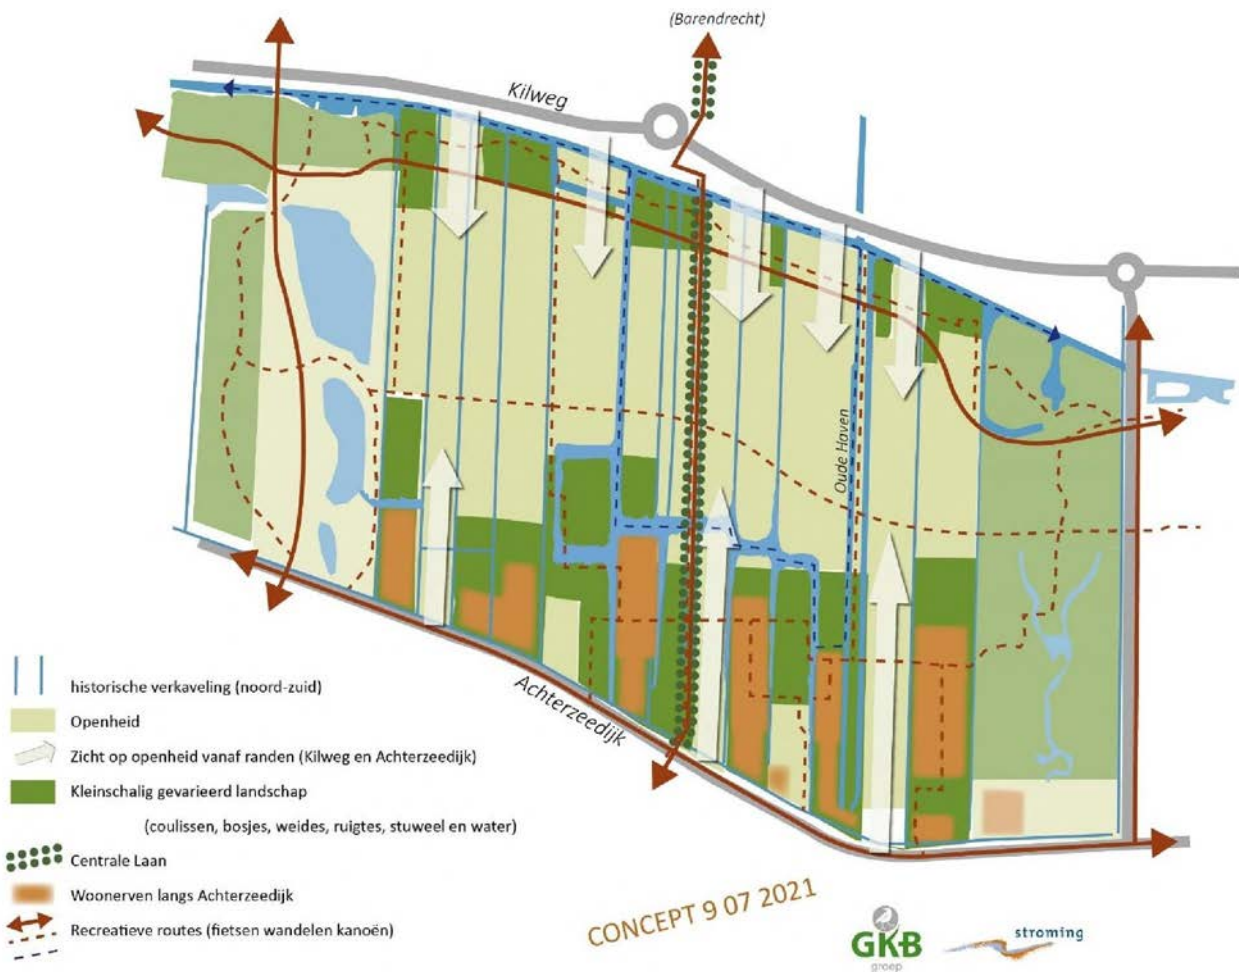 (Barendrecht)
Kilweg
Oude Haven
Achterzeedijk
historische verkaveling (noord-zuid)
Openheid
Zicht op openheid vanaf randen (Kilweg en Achterzeedijk)
Kleinschalig gevarieerd landschap
(coulissen, bosjes, weides, ruigtes, stuweel en water)
Centrale Laan
Woonerven langs Achterzeedijk
Recreatieve routes (fietsen wandelen kanoën)
CONCEPT 9 07 2021
GKB
groep
stroming